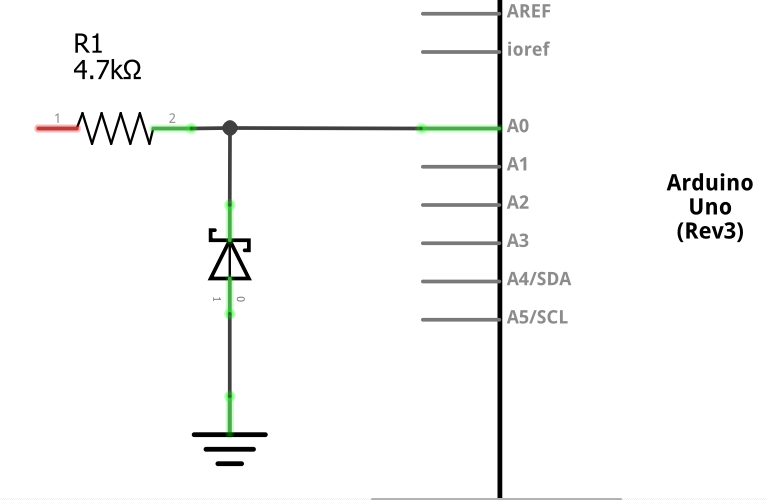 AREF
ioref
R1
4.7kΩ
1
2
A0
A1
A2
A3
A4/SDA
A5/SCL
Arduino
Uno
(Rev3)
1
0